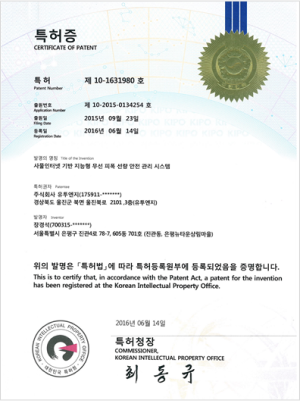 특허증
CERTIFICATE OF PATENT
특 허 제 10-1631980 호
Patent Number
출원번호 제 10-2015-0134254 호
Application Number
출원일 2015년 09월 23일
Filing Date
등록일 2016년 06월 14일
Registration Date
발명의 명칭 Title of the Invention
사물인터넷 기반 지능형 무선 피폭 선량 안전 관리 시스템
특허권자 Patentee
주식회사 유투엔지(175911-*******)
경상북도 울진군 북면 울진북로 2101 ,3층(유투엔지)
발명자 Inventor
장경석(700315-*******)
서울특별시 은평구 진관4로 78-7, 605동 701호 (진관동, 은평뉴타운상림마을)
위의 발명은 「특허법」에 따라 특허등록원부에 등록되었음을 증명합니다.
This is to certify that, in accordance with the Patent Act, a patent for the invention
has been registered at the Korean Intellectual Property Office.
2016년 06월 14일
특허청장
COMMISSIONER,
KOREAN INTELLECTUAL PROPERTY OFFICE
최동규
KOREAN INTELLECTUAL PROPERTY OFFICE
대한민국 특허청